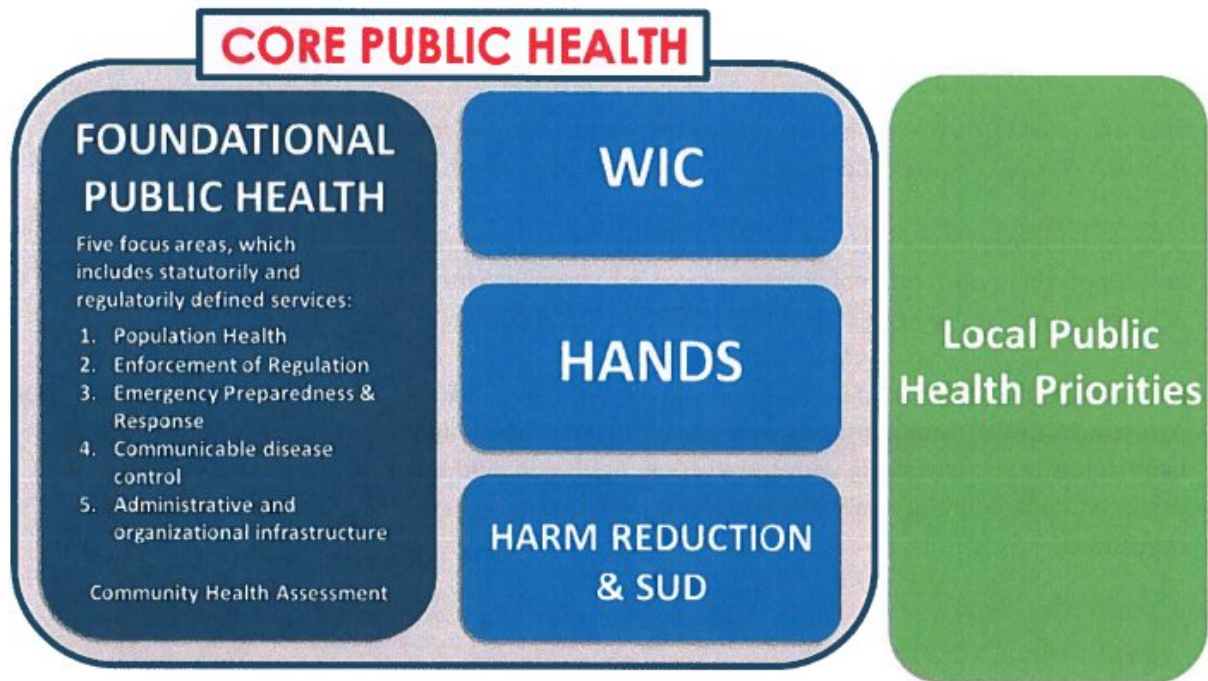 CORE PUBLIC HEALTH
FOUNDATIONAL
PUBLIC HEALTH
Five focus areas, which
includes statutorily and
regulatorily defined services:
1. Population Health
2. Enforcement of Regulation
3. Emergency Preparedness &
Response
4. Communicable disease
control
5. Administrative and
organizational infrastructure
Community Health Assessment
WIC
HANDS
HARM REDUCTION
& SUD
Local Public
Health Priorities